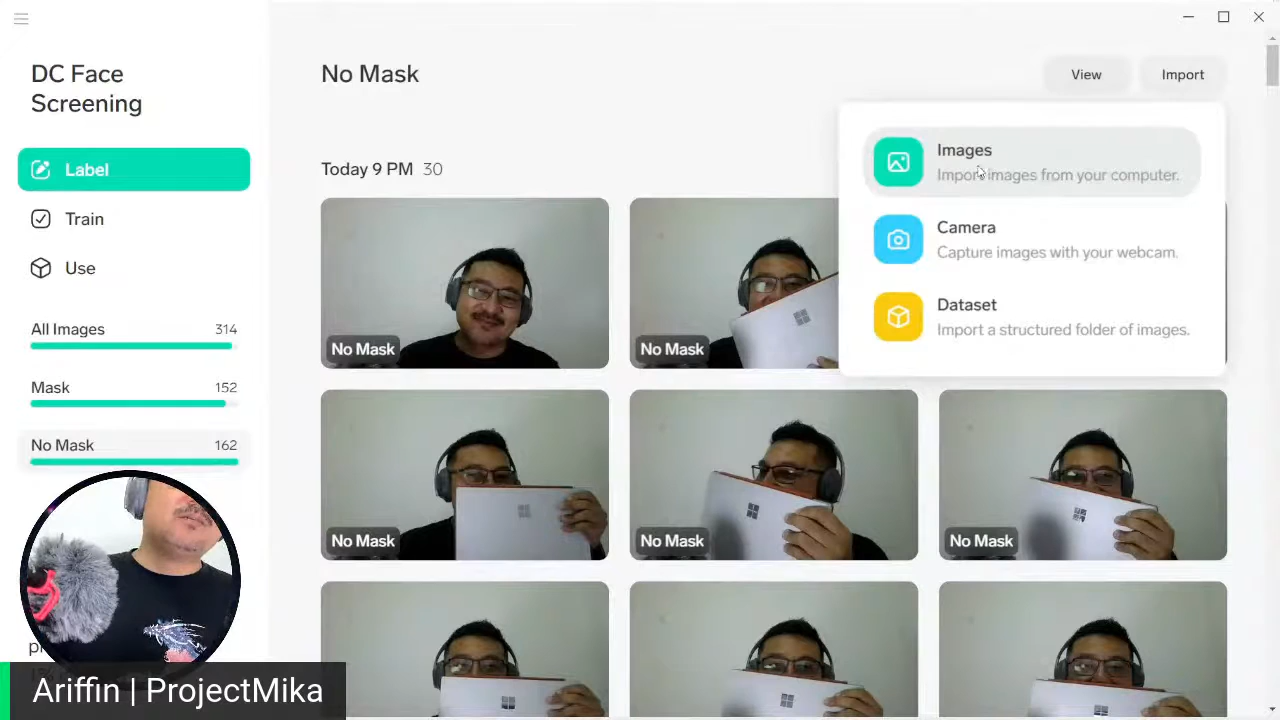 DC Face
Screening
Label
Train
Use
All Images 314
Mask 152
No Mask 162
No Mask
View
Import
Today 9 PM 30
Images
Import images from your computer.
Camera
Capture images with your webcam.
Dataset
Import a structured folder of images.
No Mask
No Mask
No Mask
No Mask
No Mask
Ariffin | ProjectMika